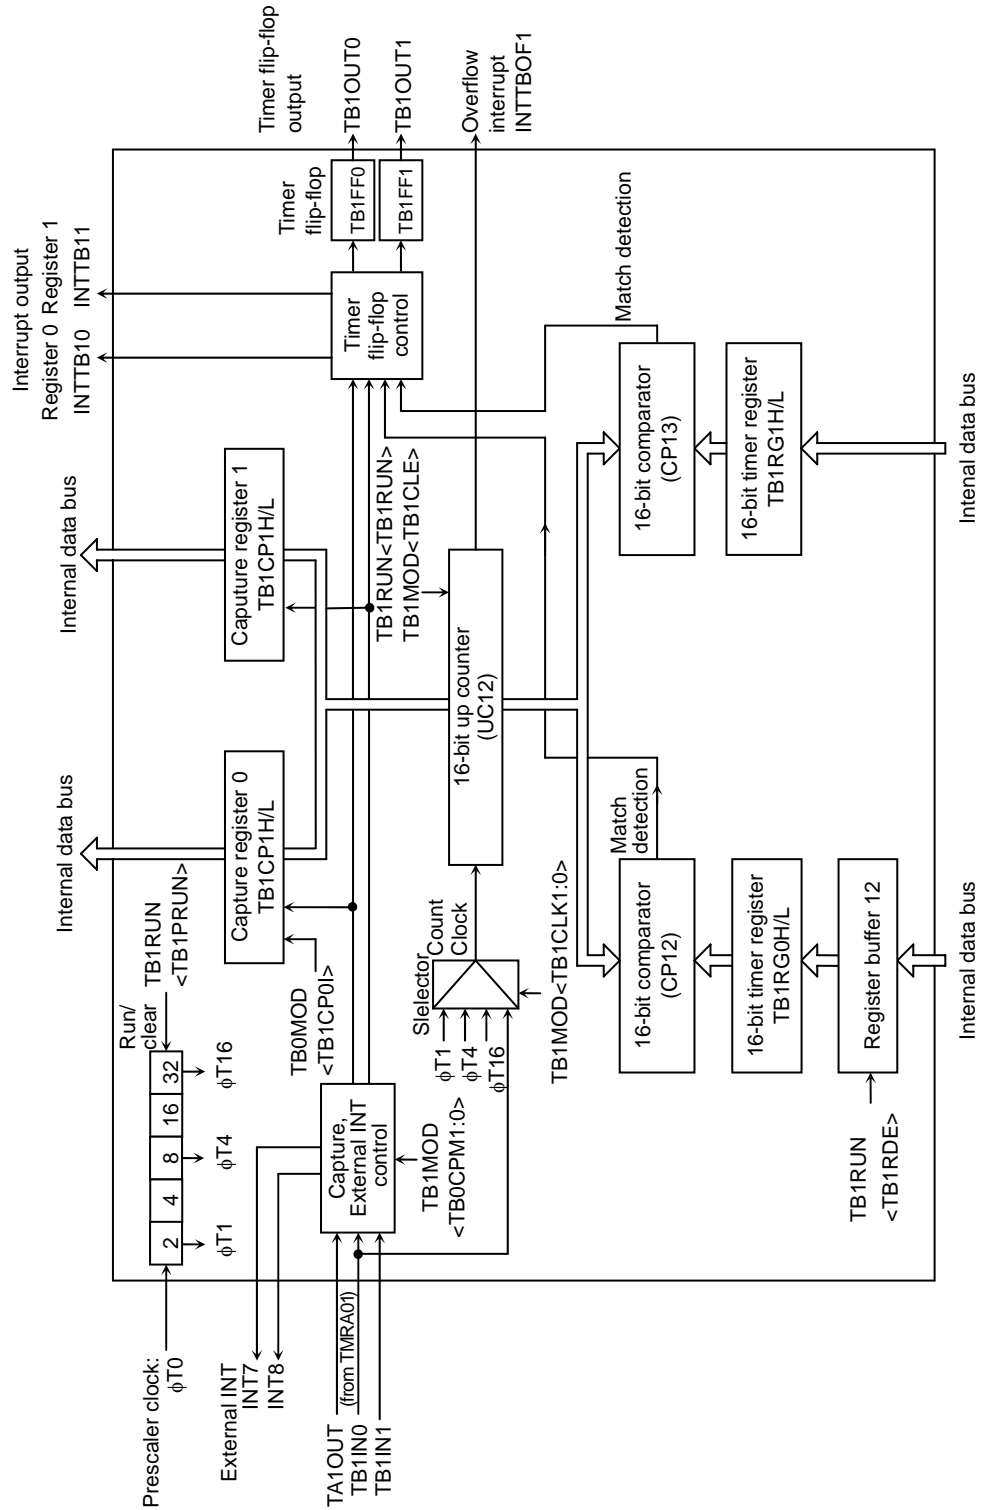 Prescaler clock:
φT0
2
4
8
16
32
φT1
φT4
φT16
Run/
clear
TB1RUN
<TB1PRUN>
Internal data bus
Internal data bus
Interrupt output
Register 0
Register 1
INTTB10
INTTB11
External INT
INT7
INT8
TA1OUT
(from TMRA01)
TB1IN0
TB1IN1
Capture,
External INT
control
TB0MOD
<TB1CP0I>
Capture register 0
TB1CP1H/L
Caputure register 1
TB1CP1H/L
TB1MOD
<TB0CPM1:0>
Slelector
φT1
φT4
φT16
Count
Clock
TB1MOD<TB1CLK1:0>
16-bit up counter
(UC12)
TB1RUN<TB1RUN>
TB1MOD<TB1CLE>
Timer
flip-flop
control
Timer
flip-flop
TB1FF0
TB1FF1
Timer flip-flop
output
TB1OUT0
TB1OUT1
Overflow
interrupt
INTTBOF1
Match
detection
Match detection
16-bit comparator
(CP12)
16-bit comparator
(CP13)
16-bit timer register
TB1RG0H/L
16-bit timer register
TB1RG1H/L
Register buffer 12
TB1RUN
<TB1RDE>
Internal data bus
Intenal data bus